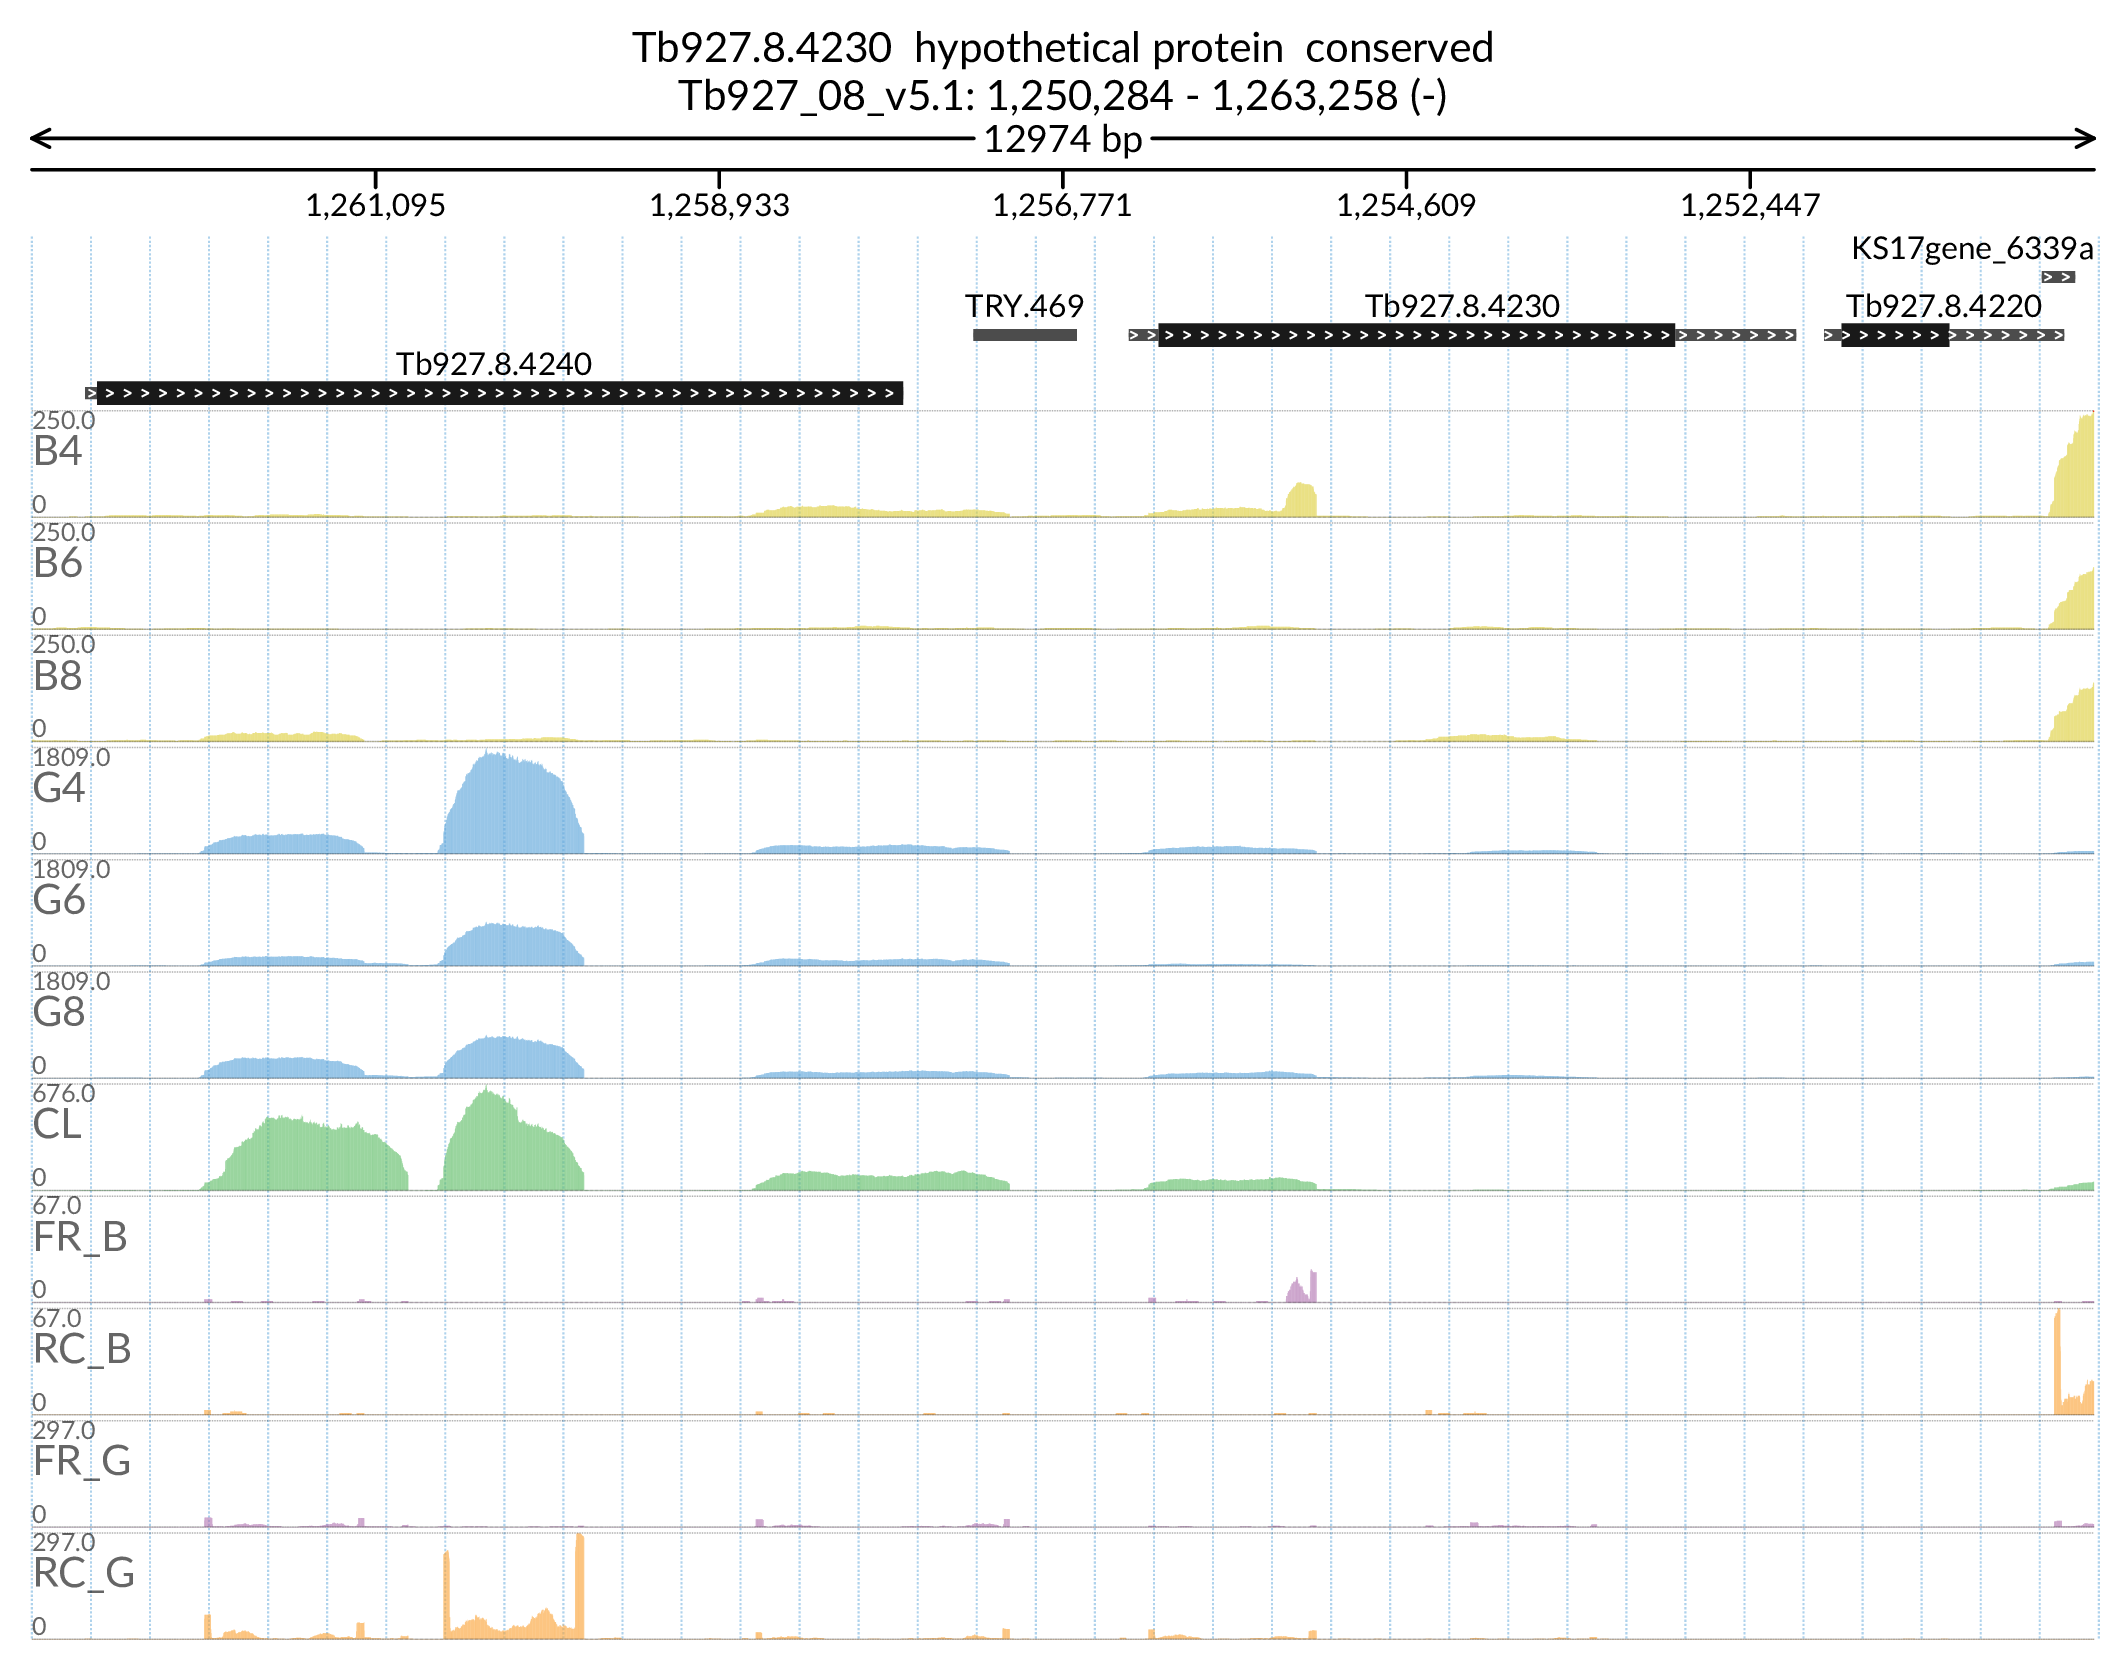 Tb927.8.4230  hypothetical protein  conserved
Tb927_08_v5.1: 1,250,284 - 1,263,258 (-)
12974 bp
1,261,095 1,258,933 1,256,771 1,254,609 1,252,447
KS17gene_6339a
TRY.469 Tb927.8.4230 Tb927.8.4220
Tb927.8.4240
250.0
B4
0
250.0
B6
0
250.0
B8
0
1809.0
G4
0
1809.0
G6
0
1809.0
G8
0
676.0
CL
0
67.0
FR_B
0
67.0
RC_B
0
297.0
FR_G
0
297.0
RC_G
0